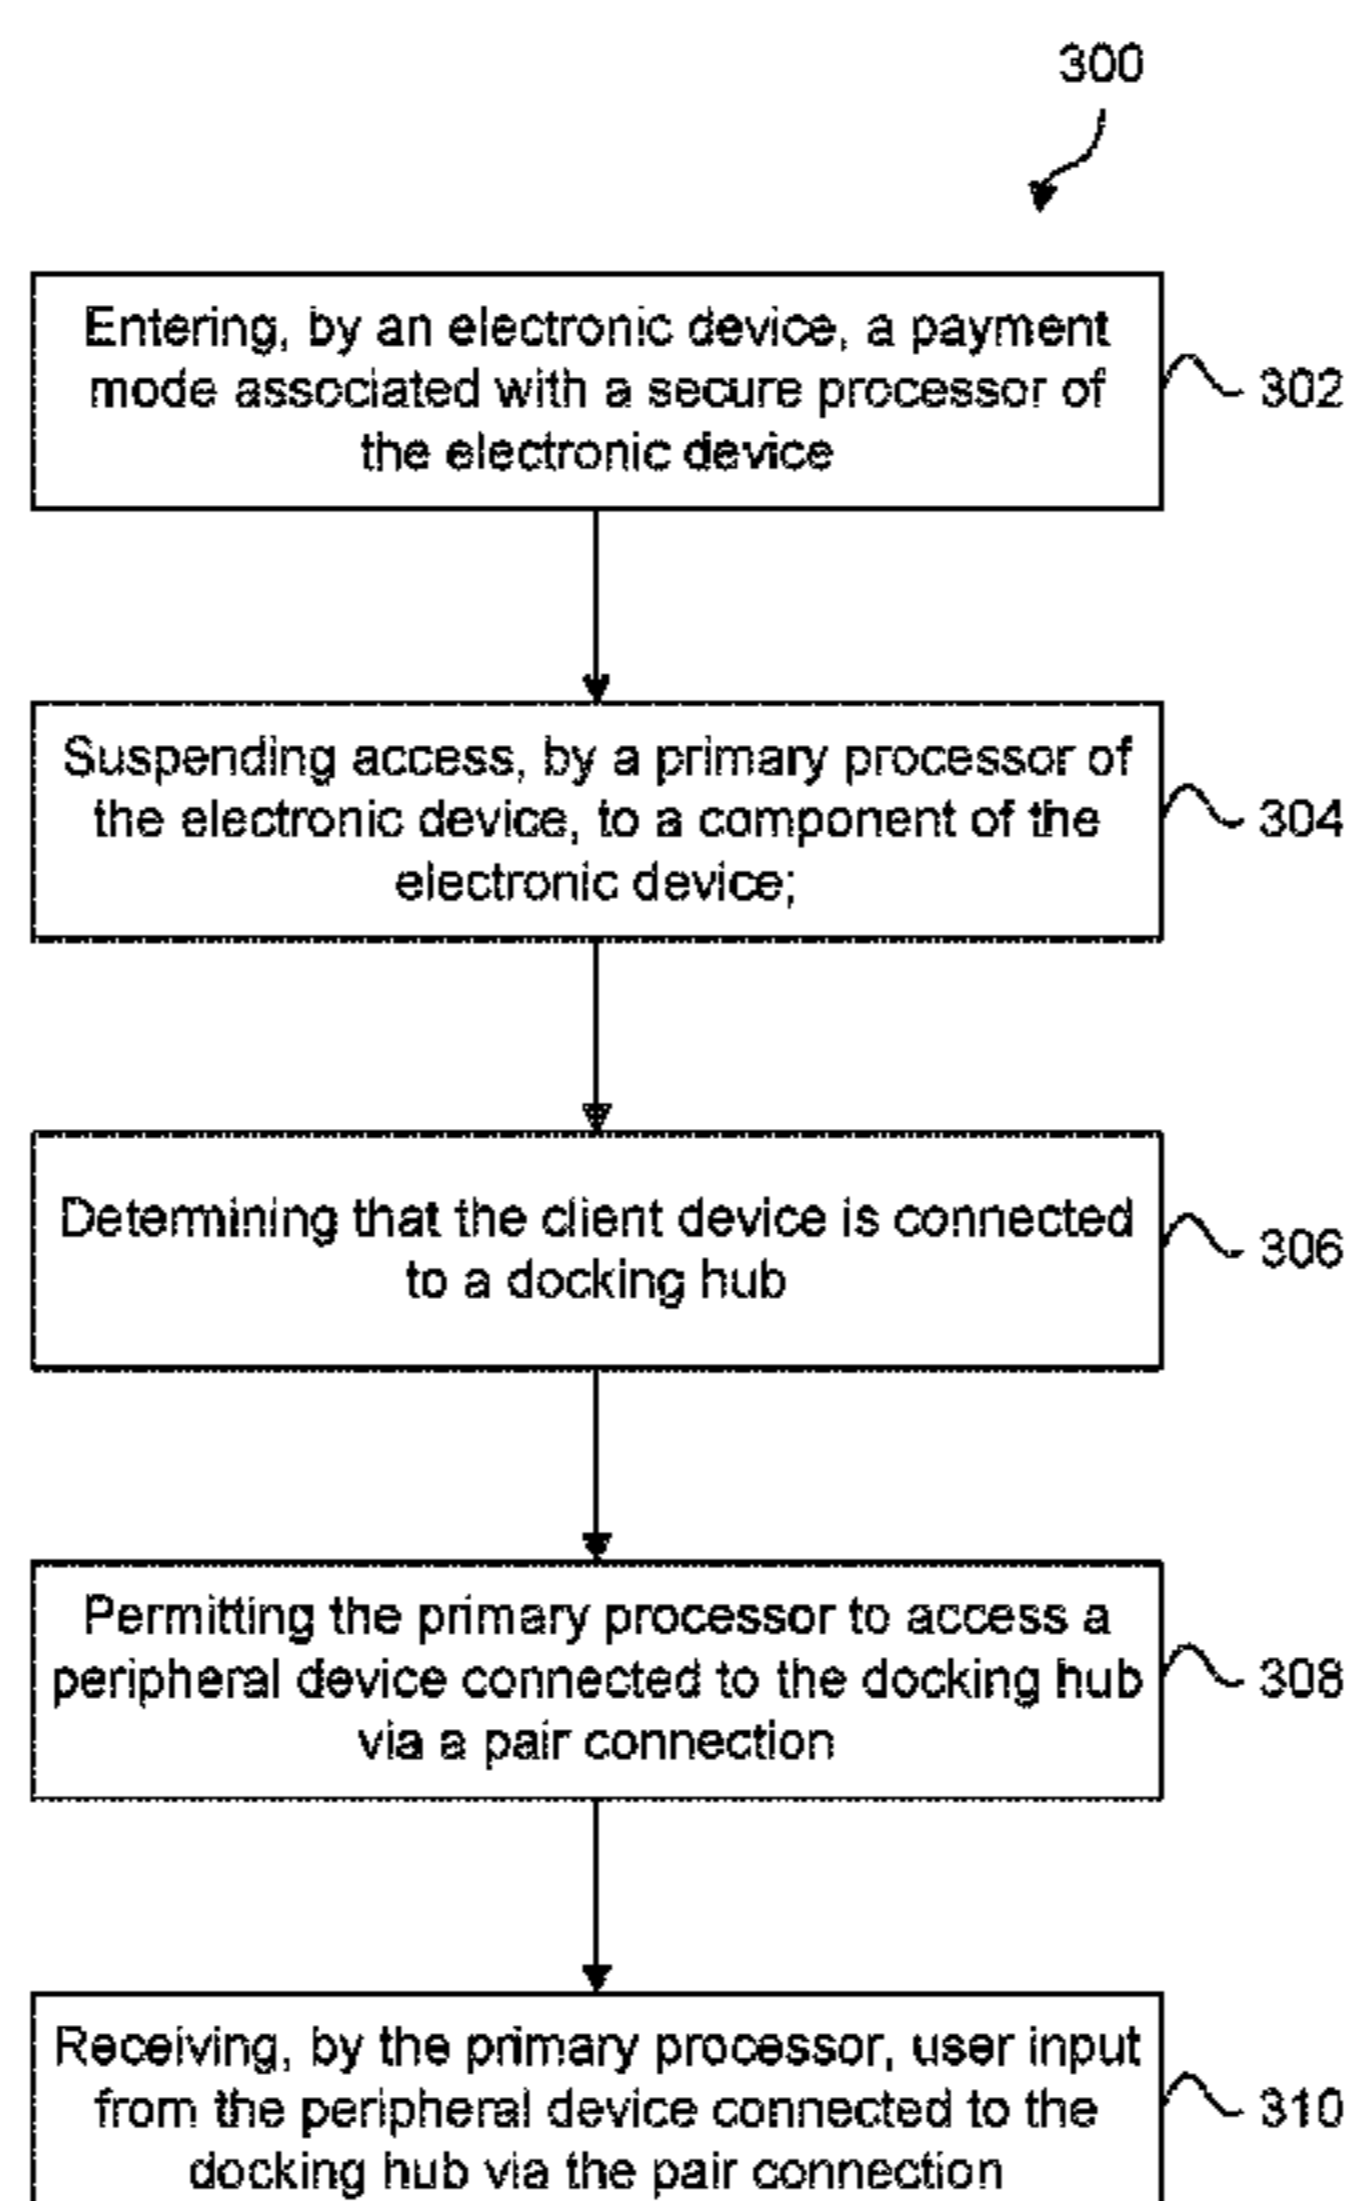 300
Entering, by an electronic device, a payment
mode associated with a secure processor of
the electronic device
302
Suspending access, by a primary processor of
the electronic device, to a component of the
electronic device;
304
Determining that the client device is connected
to a docking hub
306
Permitting the primary processor to access a
peripheral device connected to the docking hub
via a pair connection
308
Receiving, by the primary processor, user input
from the peripheral device connected to the
docking hub via the pair connection
310